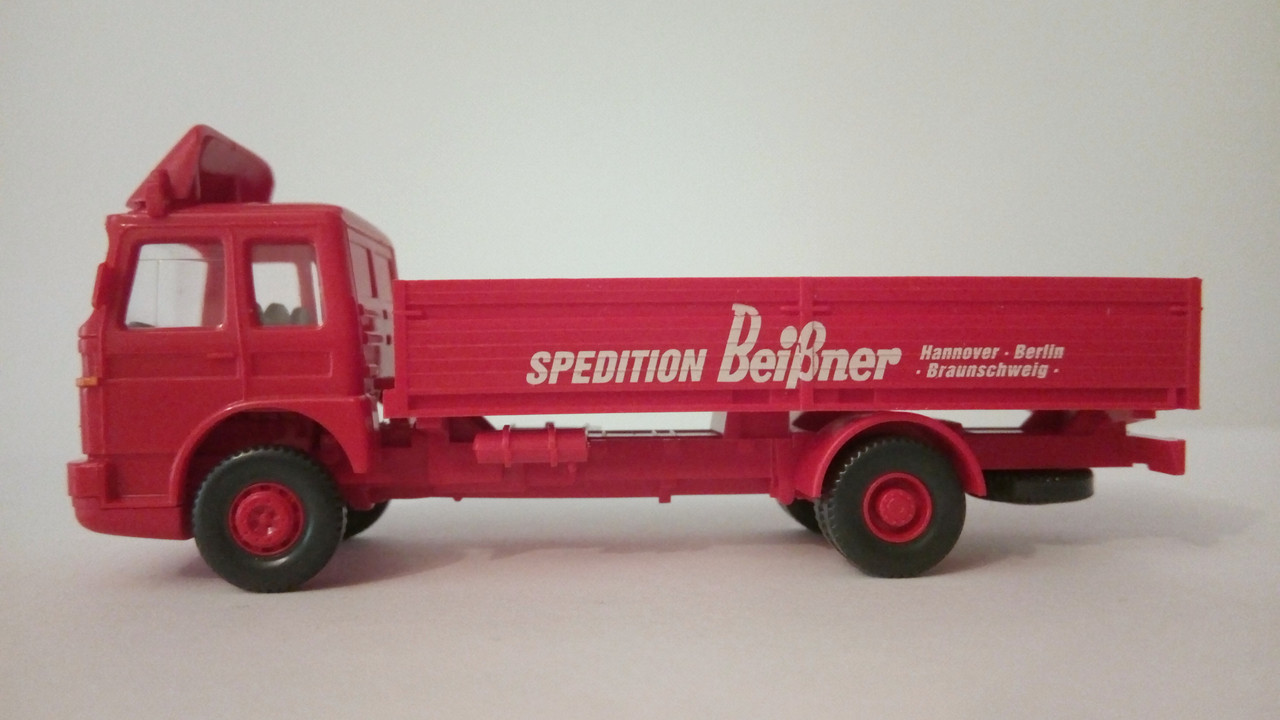 SPEDITION Beißner
Hannover · Berlin
· Braunschweig ·